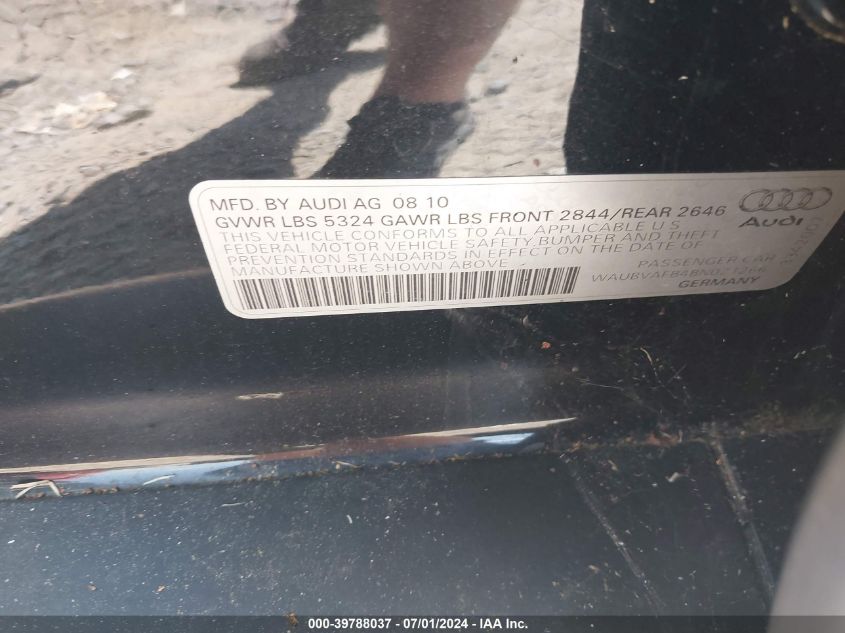 MFD. BY AUDI AG 08 10
GVWR LBS 5324 GAWR LBS FRONT 2844/REAR 2646
THIS VEHICLE CONFORMS TO ALL APPLICABLE U S
FEDERAL MOTOR VEHICLE SAFETY,BUMPER AND THEFT
PREVENTION STANDARDS IN EFFECT ON THE DATE OF
MANUFACTURE SHOWN ABOVE
PASSENGER CAR
GERMANY
Audi
000-39788037 - 07/01/2024 - IAA Inc.